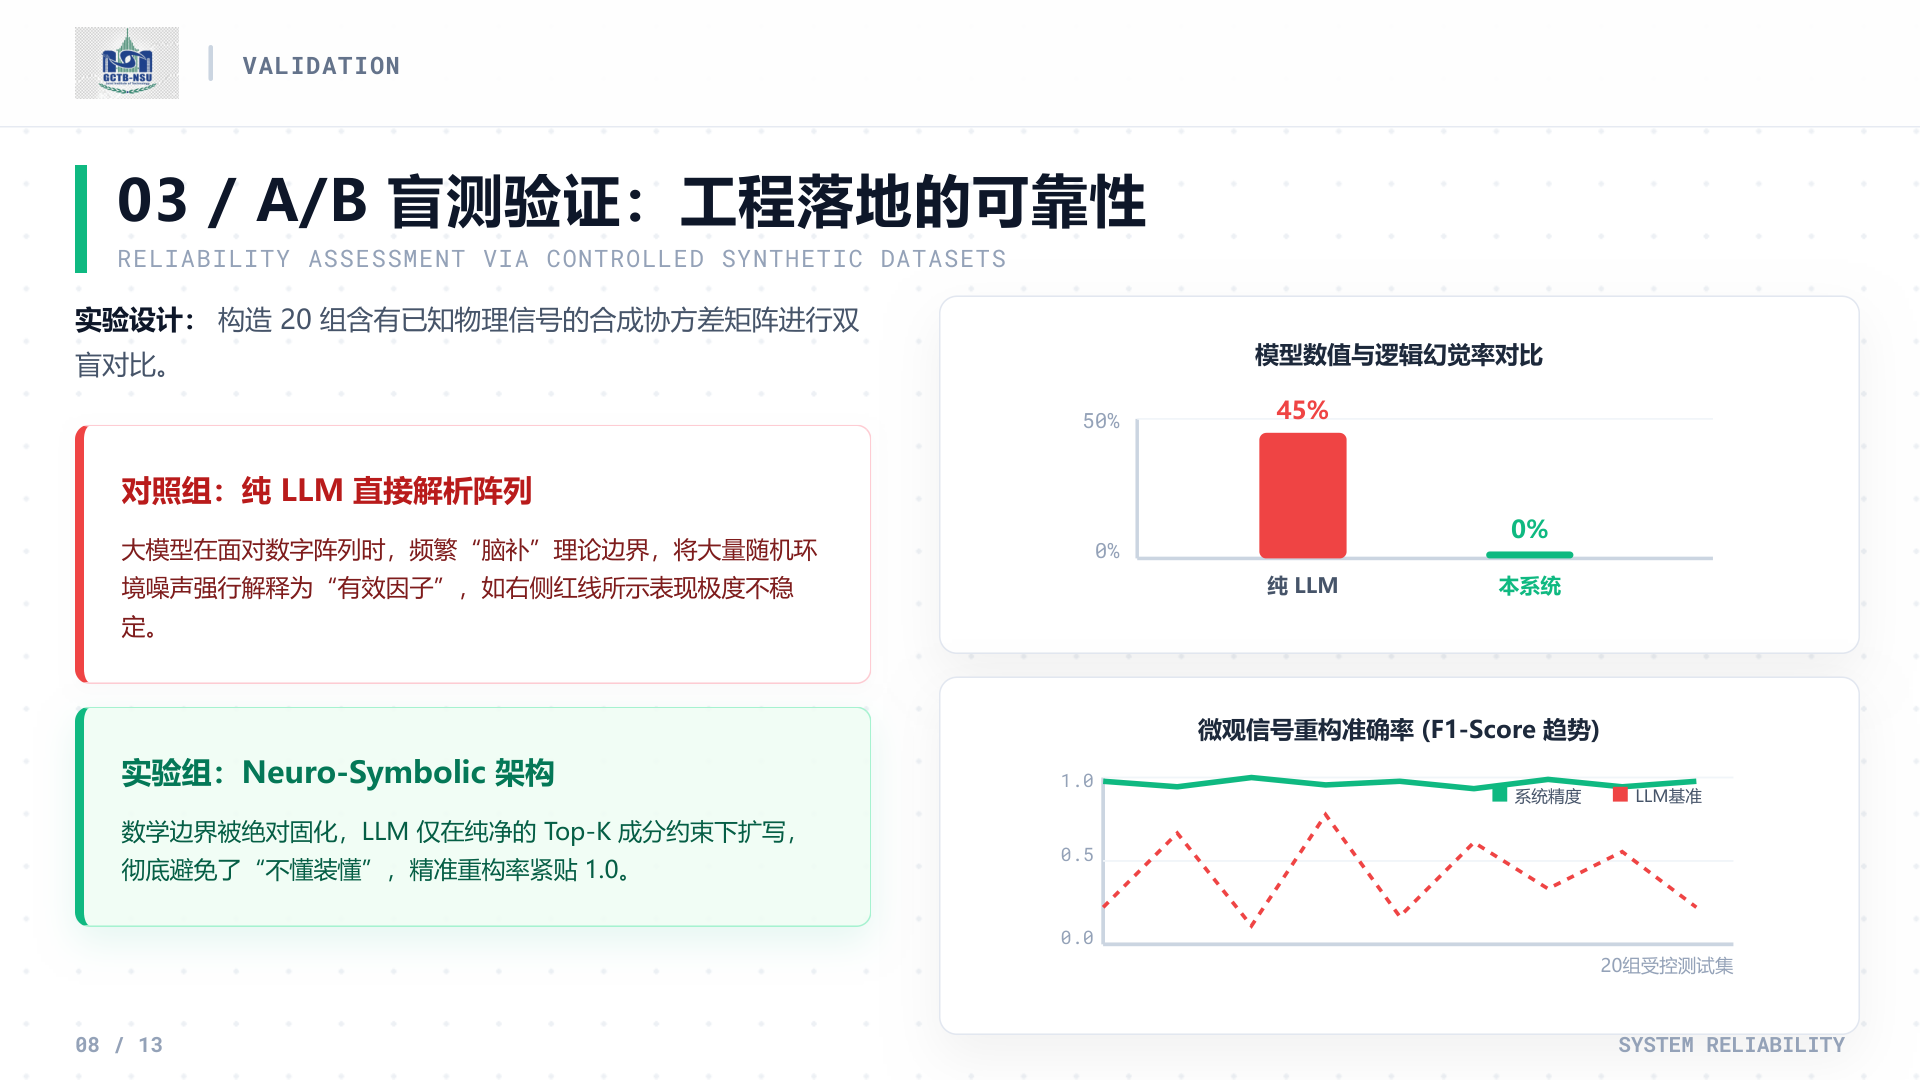 GCTB-NSU
VALIDATION
03 / A/B 盲测验证：工程落地的可靠性
RELIABILITY ASSESSMENT VIA CONTROLLED SYNTHETIC DATASETS
实验设计： 构造 20 组含有已知物理信号的合成协方差矩阵进行双
盲对比。
对照组：纯 LLM 直接解析阵列
大模型在面对数字阵列时，频繁“脑补”理论边界，将大量随机环
境噪声强行解释为“有效因子”，如右侧红线所示表现极度不稳
定。
实验组：Neuro-Symbolic 架构
数学边界被绝对固化，LLM 仅在纯净的 Top-K 成分约束下扩写，
彻底避免了“不懂装懂”，精准重构率紧贴 1.0。
模型数值与逻辑幻觉率对比
50%
0%
45%
0%
纯 LLM
本系统
微观信号重构准确率 (F1-Score 趋势)
1.0
0.5
0.0
系统精度
LLM基准
20组受控测试集
08 / 13
SYSTEM RELIABILITY